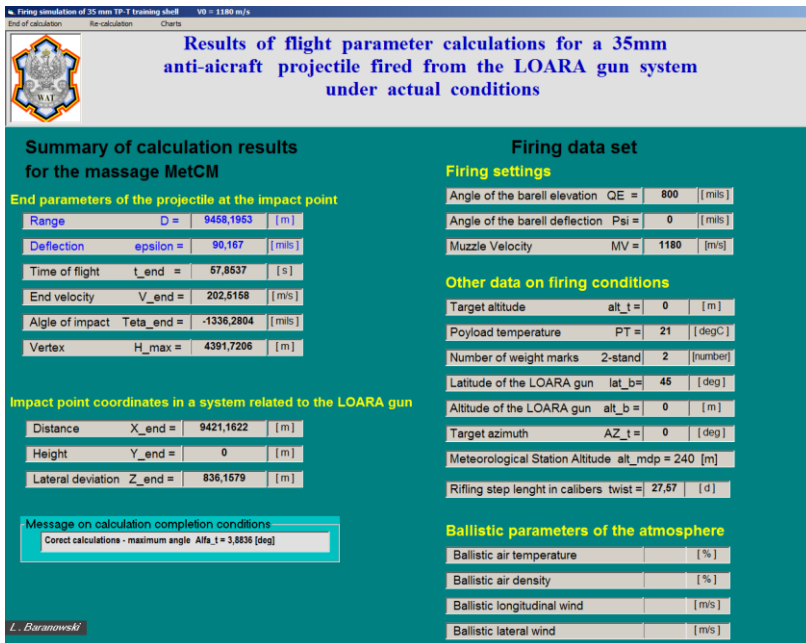 Firing simulation of 35 mm TP-T training shell V0 = 1180 m/s
End of calculation Re-calculation Charts
WAT
Results of flight parameter calculations for a 35mm
anti-aicraft projectile fired from the LOARA gun system
under actual conditions
Summary of calculation results
for the massage MetCM
End parameters of the projectile at the impact point
Range D = 9458,1953 [ m ]
Deflection epsilon = 90,167 [ mils ]
Time of flight t_end = 57,8537 [ s ]
End velocity V_end = 202,5158 [ m/s ]
Algle of impact Teta_end = -1336,2804 [ mils ]
Vertex H_max = 4391,7206 [ m ]
Impact point coordinates in a system related to the LOARA gun
Distance X_end = 9421,1622 [ m ]
Height Y_end = 0 [ m ]
Lateral deviation Z_end = 836,1579 [ m ]
Message on calculation completion conditions
Corect calculations - maximum angle Alfa_t = 3,8836 [deg]
L . Baranowski
Firing data set
Firing settings
Angle of the barell elevation QE = 800 [ mils ]
Angle of the barell deflection Psi = 0 [ mils ]
Muzzle Velocity MV = 1180 [m/s]
Other data on firing conditions
Target altitude alt_t = 0 [ m ]
Poyload temperature PT = 21 [ degC ]
Number of weight marks 2-stand 2 [number]
Latitude of the LOARA gun lat_b= 45 [ deg ]
Altitude of the LOARA gun alt_b = 0 [ m ]
Target azimuth AZ_t = 0 [ deg ]
Meteorological Station Altitude alt_mdp = 240 [m]
Rifling step lenght in calibers twist = 27,57 [ d ]
Ballistic parameters of the atmosphere
Ballistic air temperature [ % ]
Ballistic air density [ % ]
Ballistic longitudinal wind [ m/s ]
Ballistic lateral wind [ m/s ]